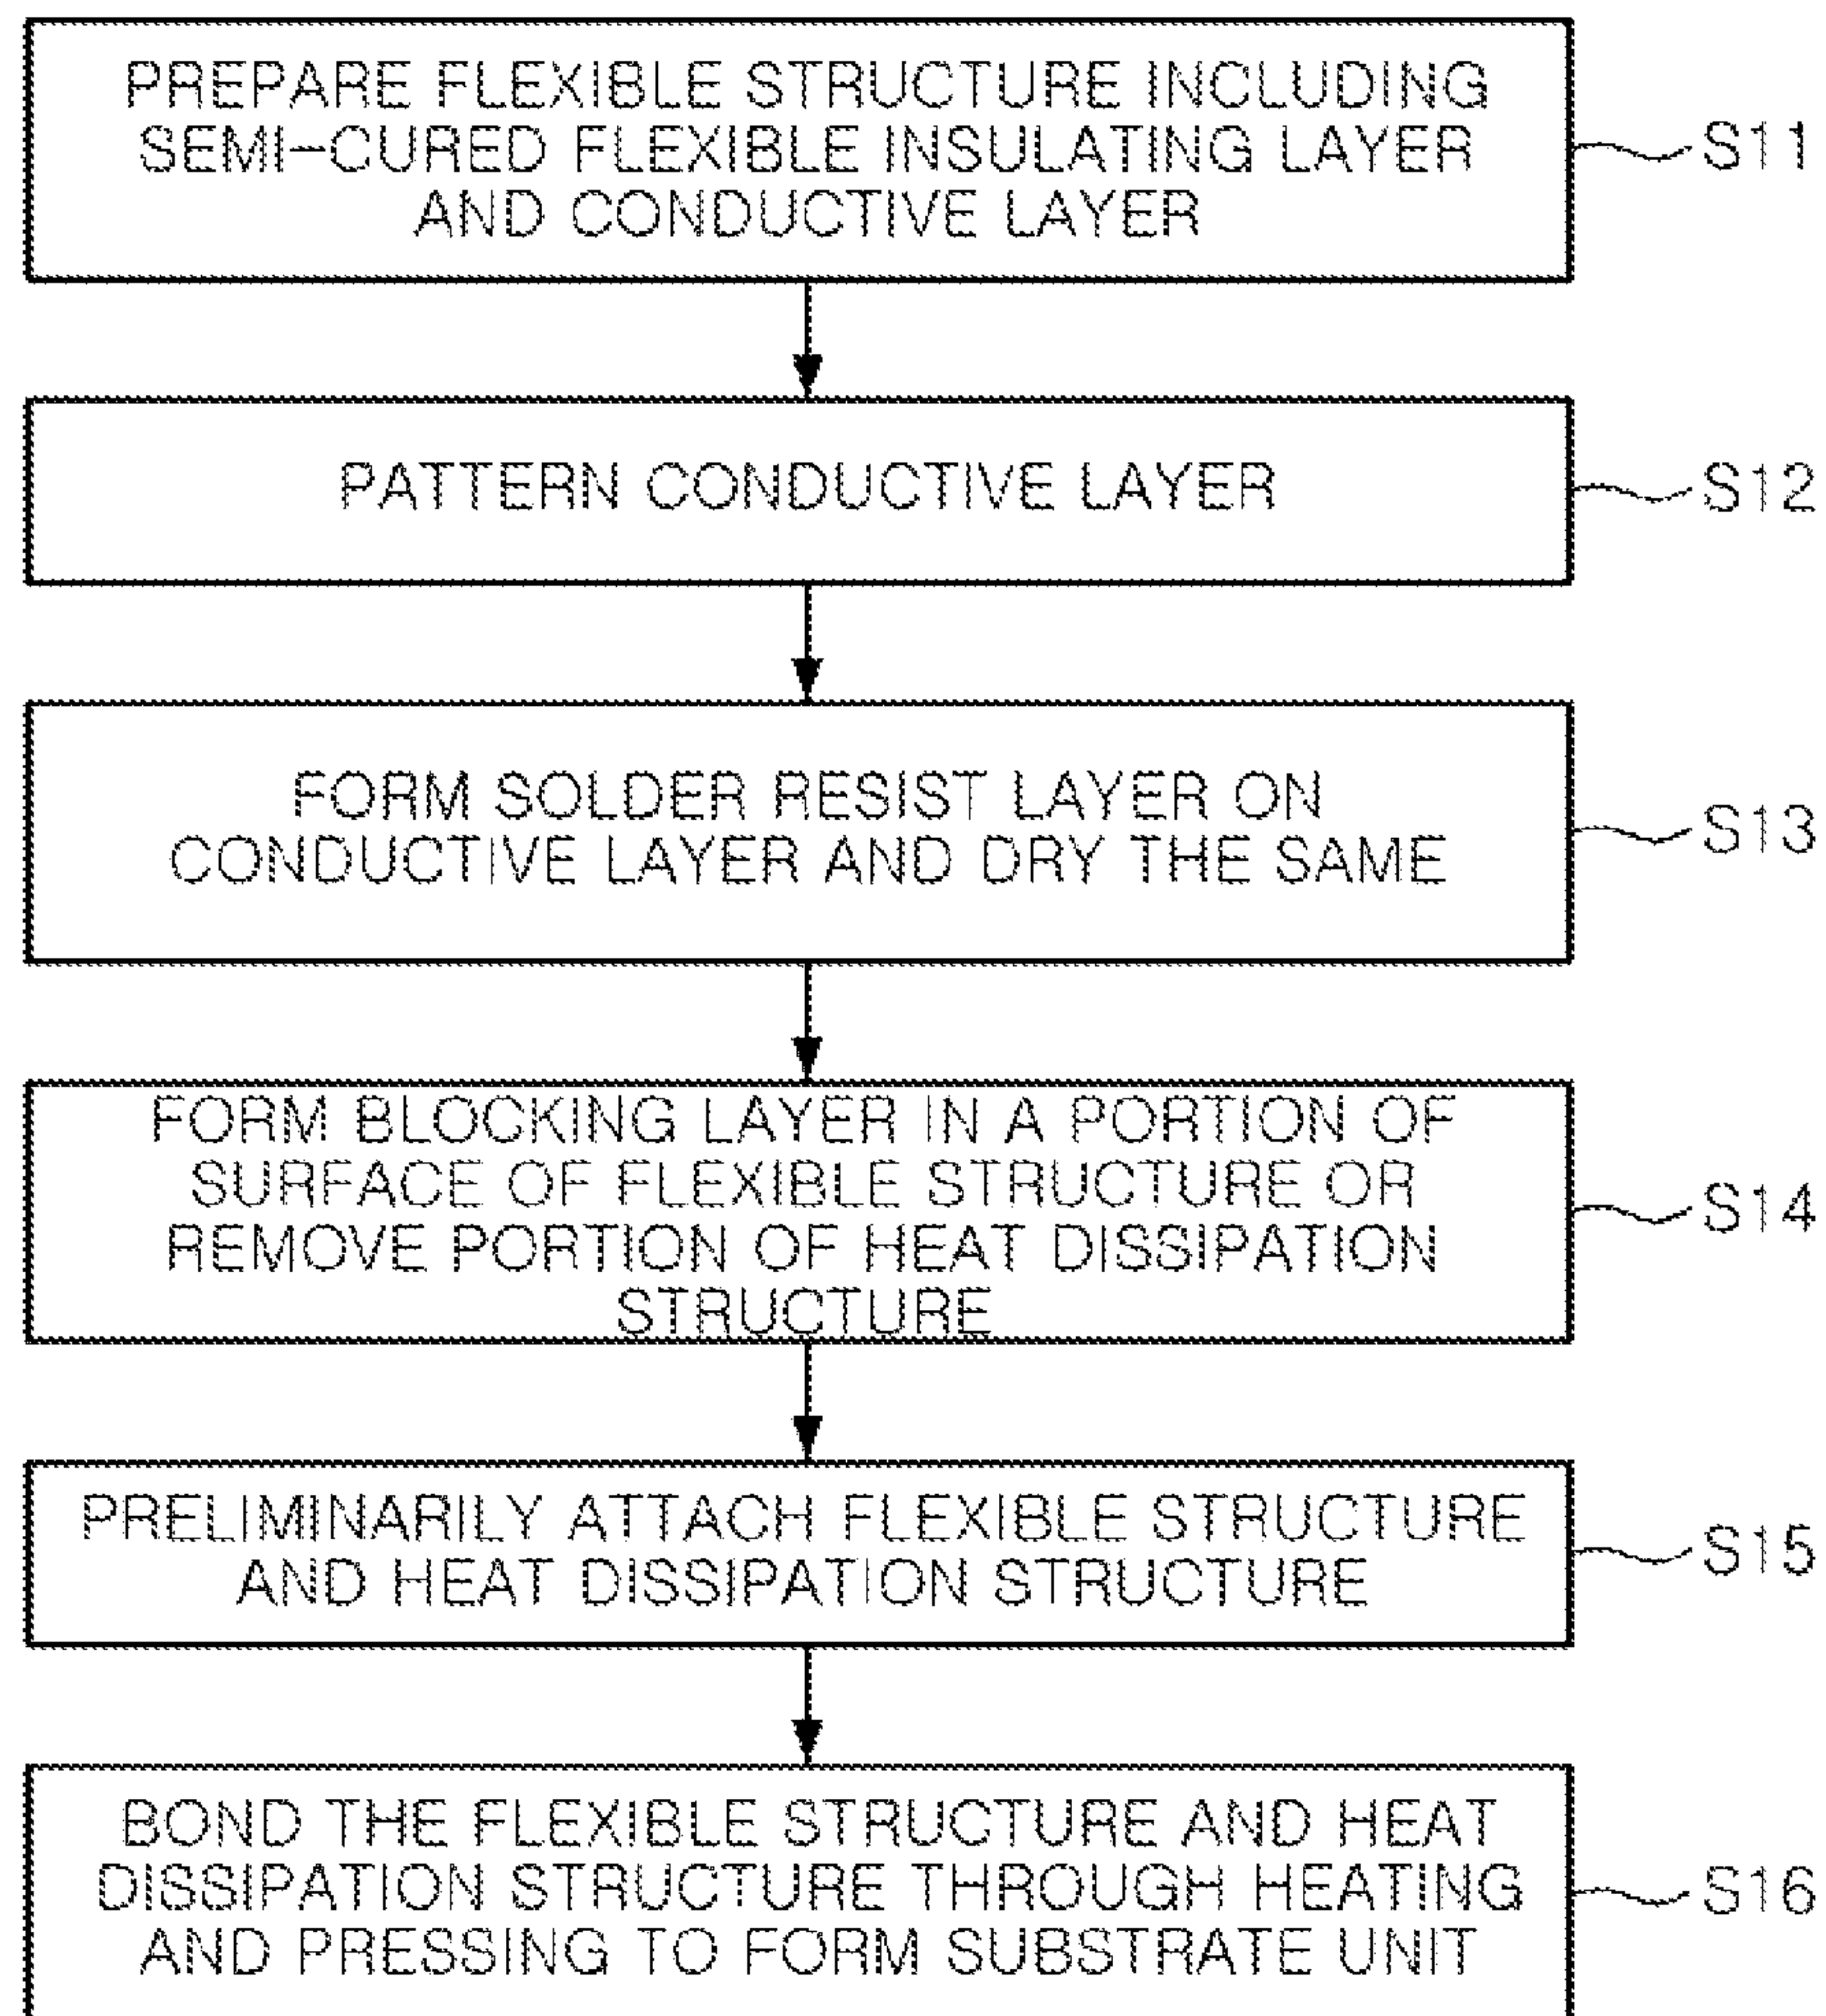 PREPARE FLEXIBLE STRUCTURE INCLUDING
SEMI-CURED FLEXIBLE INSULATING LAYER
AND CONDUCTIVE LAYER
S11
PATTERN CONDUCTIVE LAYER
S12
FORM SOLDER RESIST LAYER ON
CONDUCTIVE LAYER AND DRY THE SAME
S13
FORM BLOCKING LAYER IN A PORTION OF
SURFACE OF FLEXIBLE STRUCTURE OR
REMOVE PORTION OF HEAT DISSIPATION
STRUCTURE
S14
PRELIMINARILY ATTACH FLEXIBLE STRUCTURE
AND HEAT DISSIPATION STRUCTURE
S15
BOND THE FLEXIBLE STRUCTURE AND HEAT
DISSIPATION STRUCTURE THROUGH HEATING
AND PRESSING TO FORM SUBSTRATE UNIT
S16